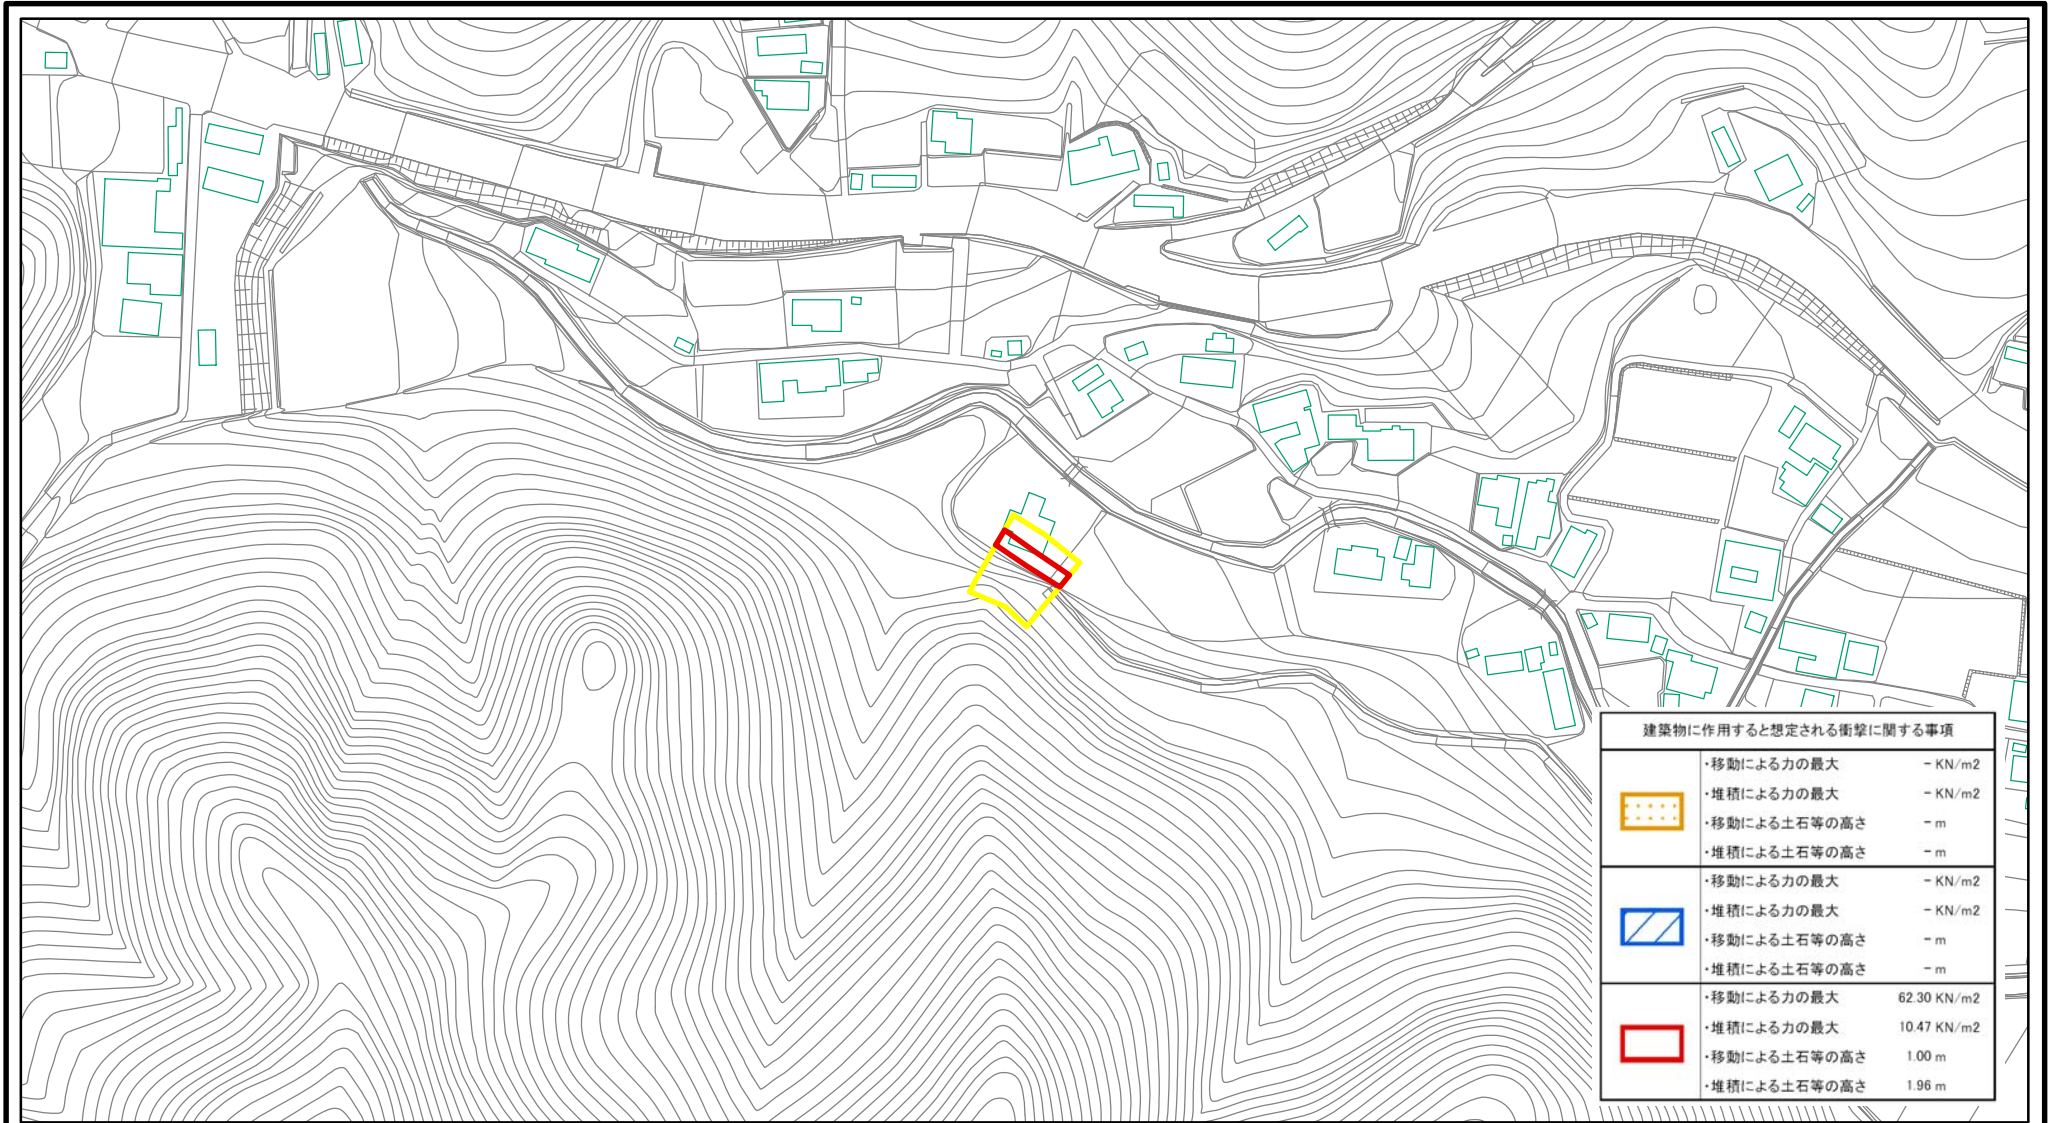 建築物に作用すると想定される衝撃に関する事項
・移動による力の最大 － KN/m2
・堆積による力の最大 － KN/m2
・移動による土石等の高さ － m
・堆積による土石等の高さ － m
・移動による力の最大 － KN/m2
・堆積による力の最大 － KN/m2
・移動による土石等の高さ － m
・堆積による土石等の高さ － m
・移動による力の最大 62.30 KN/m2
・堆積による力の最大 10.47 KN/m2
・移動による土石等の高さ 1.00 m
・堆積による土石等の高さ 1.96 m